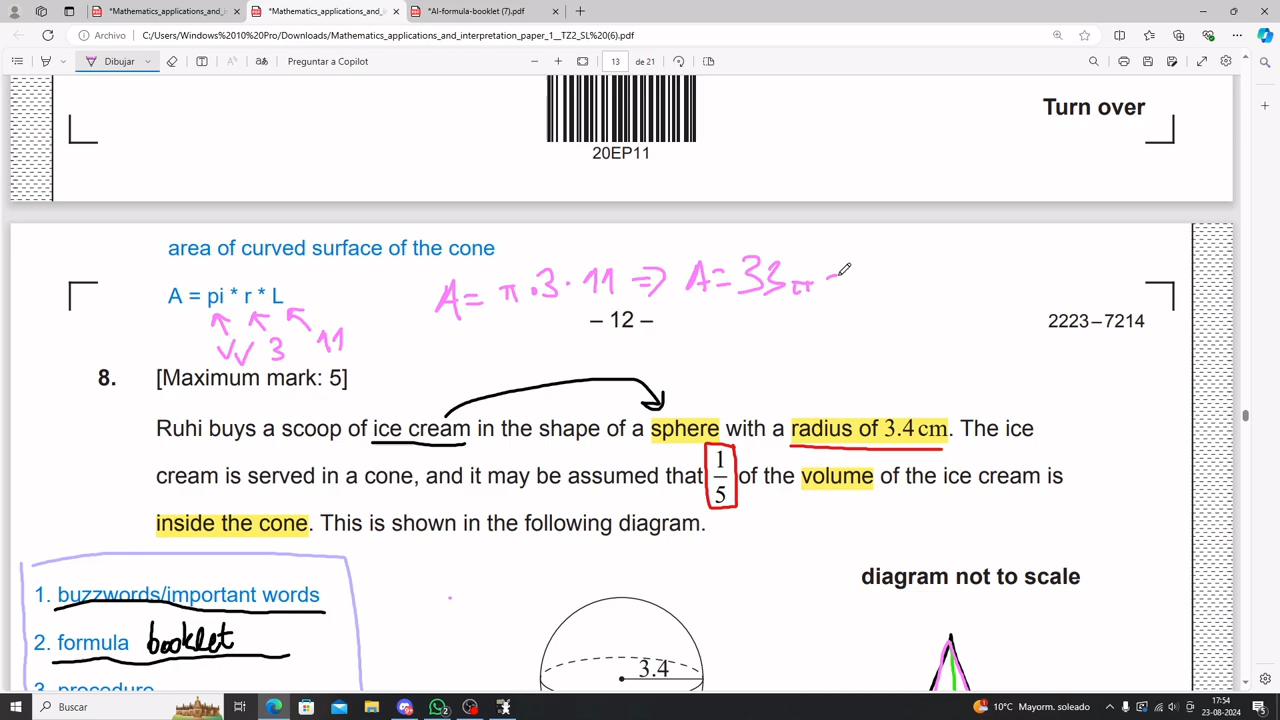 *Mathematics_applications_and_i
*Mathematics_applications_and_i
*AI-formula-booklet (7).pdf
Archivo C:/Users/Windows%2010%20Pro/Downloads/Mathematics_applications_and_interpretation_paper_1__TZ2_SL%20(6).pdf
Dibujar
Preguntar a Copilot
13 de 21
20EP11
Turn over
area of curved surface of the cone
A = pi * r * L
3 11
A = π · 3 · 11 ⇒ A = 33π
– 12 –
2223 – 7214
8. [Maximum mark: 5]
Ruhi buys a scoop of ice cream in the shape of a sphere with a radius of 3.4 cm. The ice
cream is served in a cone, and it may be assumed that 1/5 of the volume of the ice cream is
inside the cone. This is shown in the following diagram.
1. buzzwords/important words
2. formula booklet
3. procedure
diagram not to scale
3.4
Buscar
10°C Mayorm. soleado
17:54
23-08-2024